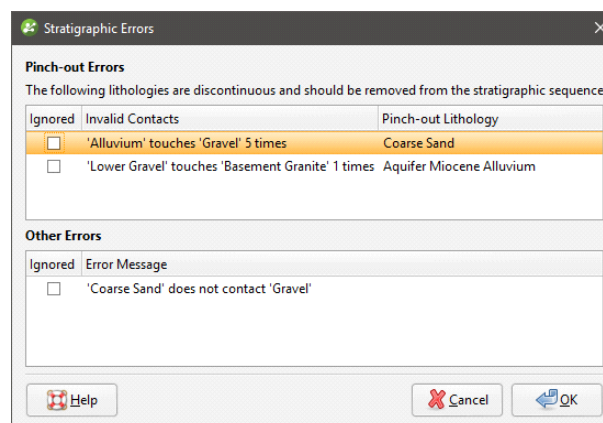 Stratigraphic Errors
Pinch-out Errors
The following lithologies are discontinuous and should be removed from the stratigraphic sequence
Ignored Invalid Contacts Pinch-out Lithology
'Alluvium' touches 'Gravel' 5 times Coarse Sand
'Lower Gravel' touches 'Basement Granite' 1 times Aquifer Miocene Alluvium
Other Errors
Ignored Error Message
'Coarse Sand' does not contact 'Gravel'
Help Cancel OK